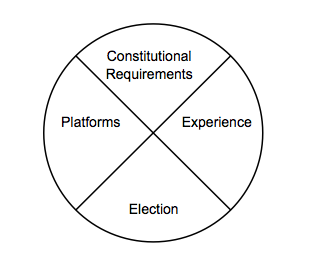 Constitutional
Requirements
Platforms
Experience
Election